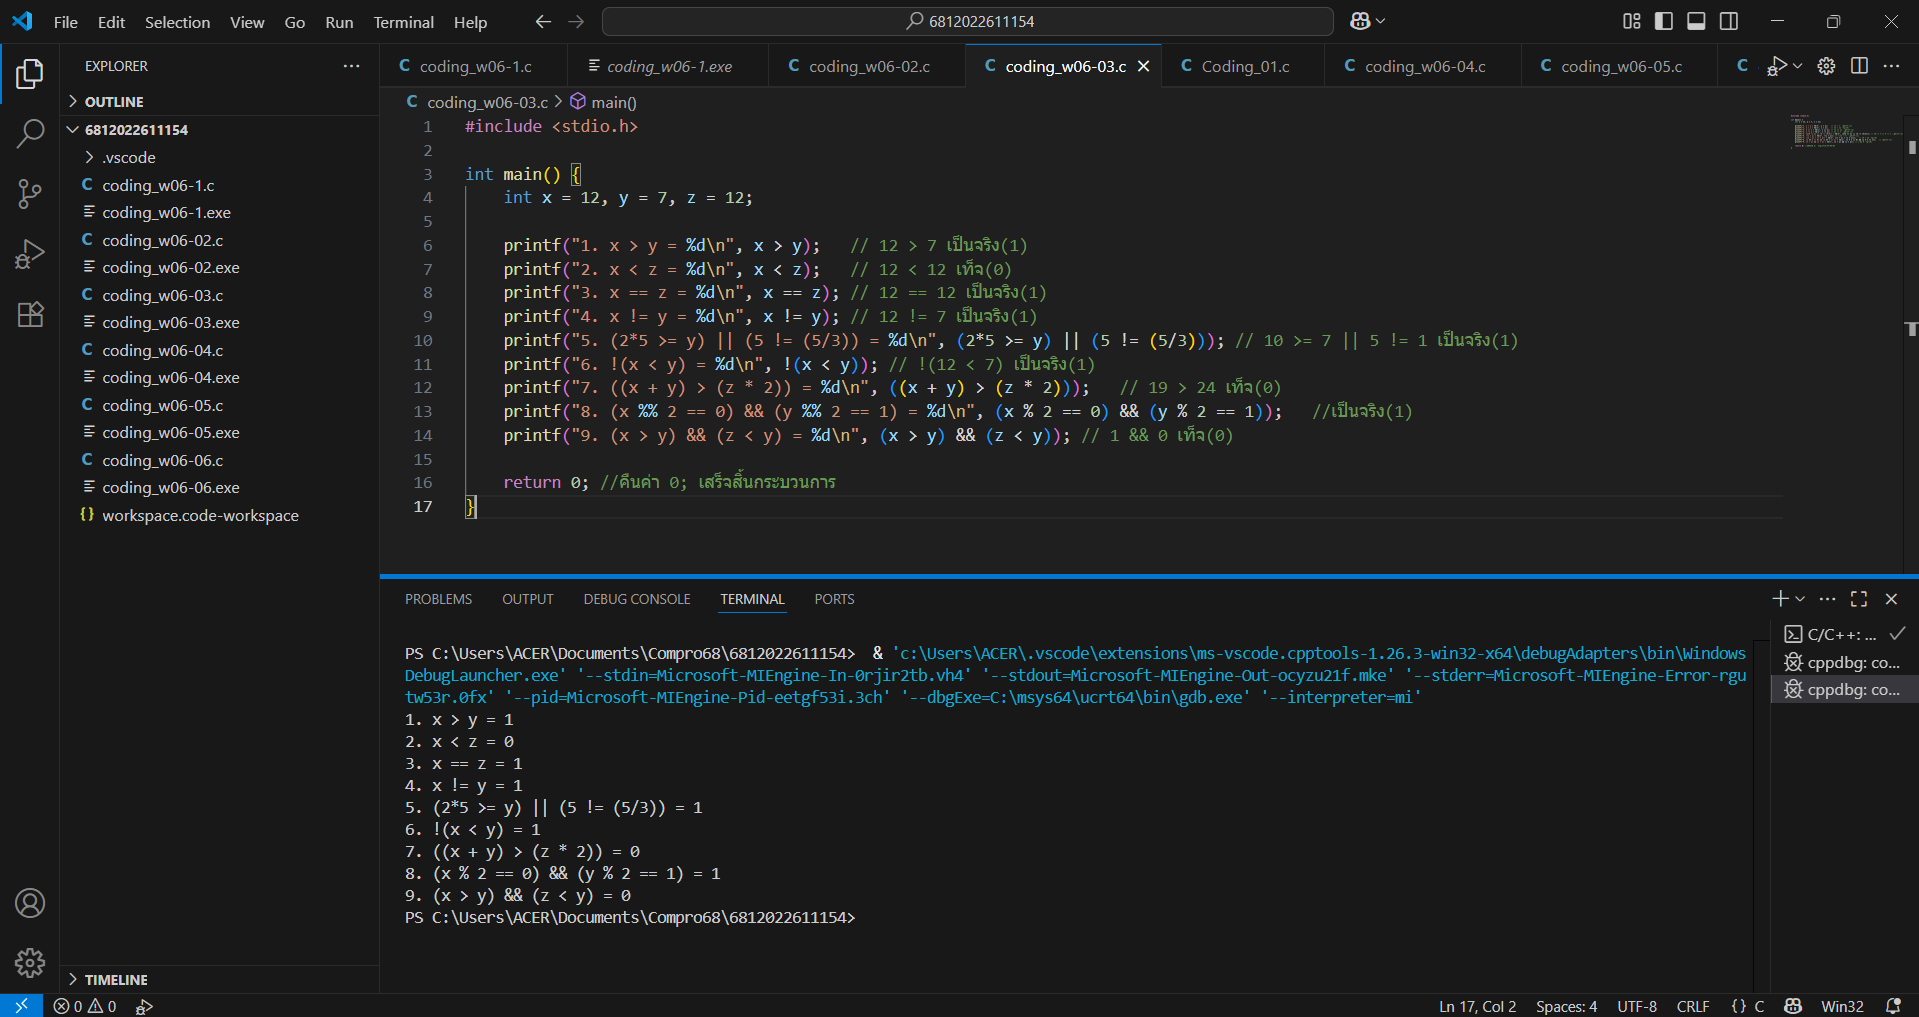 File Edit Selection View Go Run Terminal Help
6812022611154
EXPLORER
OUTLINE
6812022611154
.vscode
coding_w06-1.c
coding_w06-1.exe
coding_w06-02.c
coding_w06-02.exe
coding_w06-03.c
coding_w06-03.exe
coding_w06-04.c
coding_w06-04.exe
coding_w06-05.c
coding_w06-05.exe
coding_w06-06.c
coding_w06-06.exe
workspace.code-workspace
TIMELINE
coding_w06-1.c coding_w06-1.exe coding_w06-02.c coding_w06-03.c Coding_01.c coding_w06-04.c coding_w06-05.c
coding_w06-03.c > main()
1 #include <stdio.h>
2
3 int main() {
4 int x = 12, y = 7, z = 12;
5
6 printf("1. x > y = %d\n", x > y); // 12 > 7 เป็นจริง(1)
7 printf("2. x < z = %d\n", x < z); // 12 < 12 เท็จ(0)
8 printf("3. x == z = %d\n", x == z); // 12 == 12 เป็นจริง(1)
9 printf("4. x != y = %d\n", x != y); // 12 != 7 เป็นจริง(1)
10 printf("5. (2*5 >= y) || (5 != (5/3)) = %d\n", (2*5 >= y) || (5 != (5/3))); // 10 >= 7 || 5 != 1 เป็นจริง(1)
11 printf("6. !(x < y) = %d\n", !(x < y)); // !(12 < 7) เป็นจริง(1)
12 printf("7. ((x + y) > (z * 2)) = %d\n", ((x + y) > (z * 2))); // 19 > 24 เท็จ(0)
13 printf("8. (x %% 2 == 0) && (y %% 2 == 1) = %d\n", (x % 2 == 0) && (y % 2 == 1)); //เป็นจริง(1)
14 printf("9. (x > y) && (z < y) = %d\n", (x > y) && (z < y)); // 1 && 0 เท็จ(0)
15
16 return 0; //คืนค่า 0; เสร็จสิ้นกระบวนการ
17 }
PROBLEMS OUTPUT DEBUG CONSOLE TERMINAL PORTS
PS C:\Users\ACER\Documents\Compro68\6812022611154> & 'c:\Users\ACER\.vscode\extensions\ms-vscode.cpptools-1.26.3-win32-x64\debugAdapters\bin\Windows
DebugLauncher.exe' '--stdin=Microsoft-MIEngine-In-0rjir2tb.vh4' '--stdout=Microsoft-MIEngine-Out-ocyzu21f.mke' '--stderr=Microsoft-MIEngine-Error-rgu
tw53r.0fx' '--pid=Microsoft-MIEngine-Pid-eetgf53i.3ch' '--dbgExe=C:\msys64\ucrt64\bin\gdb.exe' '--interpreter=mi'
1. x > y = 1
2. x < z = 0
3. x == z = 1
4. x != y = 1
5. (2*5 >= y) || (5 != (5/3)) = 1
6. !(x < y) = 1
7. ((x + y) > (z * 2)) = 0
8. (x % 2 == 0) && (y % 2 == 1) = 1
9. (x > y) && (z < y) = 0
PS C:\Users\ACER\Documents\Compro68\6812022611154>
C/C++: ...
cppdbg: co...
cppdbg: co...
0 0 Ln 17, Col 2 Spaces: 4 UTF-8 CRLF {} C Win32